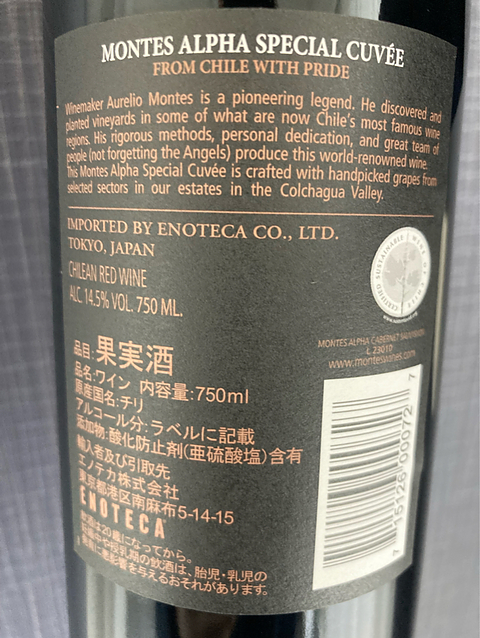 MONTES ALPHA SPECIAL CUVÉE
FROM CHILE WITH PRIDE
Winemaker Aurelio Montes is a pioneering legend. He discovered and
planted vineyards in some of what are now Chile's most famous wine
regions. His rigorous methods, personal dedication, and great team of
people (not forgetting the Angels) produce this world-renowned wine.
This Montes Alpha Special Cuvée is crafted with handpicked grapes from
selected sectors in our estates in the Colchagua Valley.
IMPORTED BY ENOTECA CO., LTD.
TOKYO, JAPAN
CHILEAN RED WINE
ALC. 14.5% VOL. 750 ML.
CERTIFIED SUSTAINABLE WINE OF
MONTES ALPHA CABERNET SAUVIGNON
L 23010
www.monteswines.com
品目:果実酒
品名:ワイン 内容量:750ml
原産国名:チリ
アルコール分:ラベルに記載
添加物:酸化防止剤(亜硫酸塩)含有
輸入者及び引取先
エノテカ株式会社
東京都港区南麻布5-14-15
ENOTECA
飲酒は20歳になってから。
妊娠中や授乳期の飲酒は、胎児・乳児の
発育に悪影響を与えるおそれがあります。
7 15126 00072 7